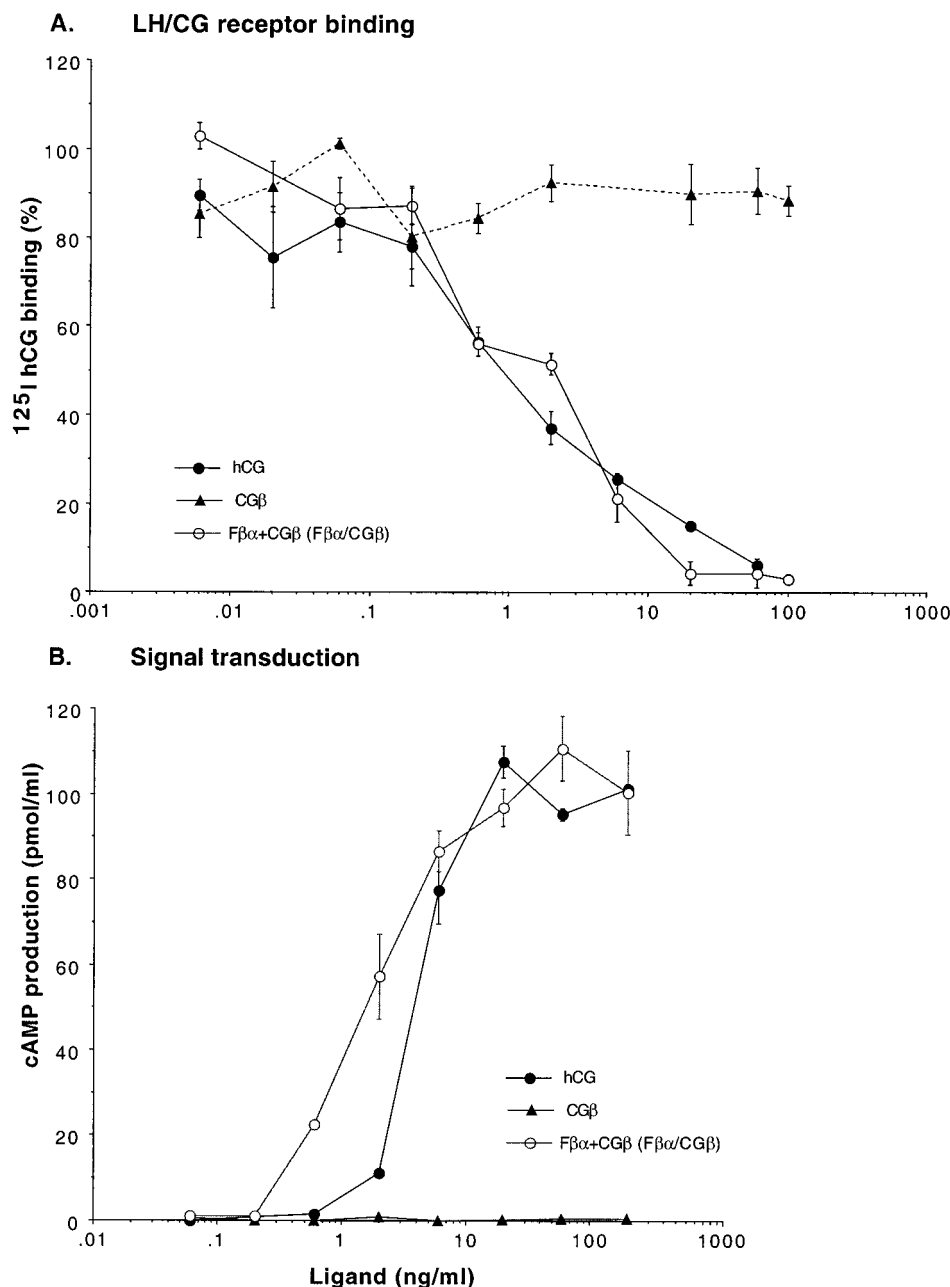 A. LH/CG receptor binding
120
100
80
60
40
20
0
125I hCG binding (%)
hCG
CGβ
Fβα+CGβ (Fβα/CGβ)
.001 .01 .1 1 10 100 1000
B. Signal transduction
120
100
80
60
40
20
0
cAMP production (pmol/ml)
hCG
CGβ
Fβα+CGβ (Fβα/CGβ)
.01 .1 1 10 100 1000
Ligand (ng/ml)